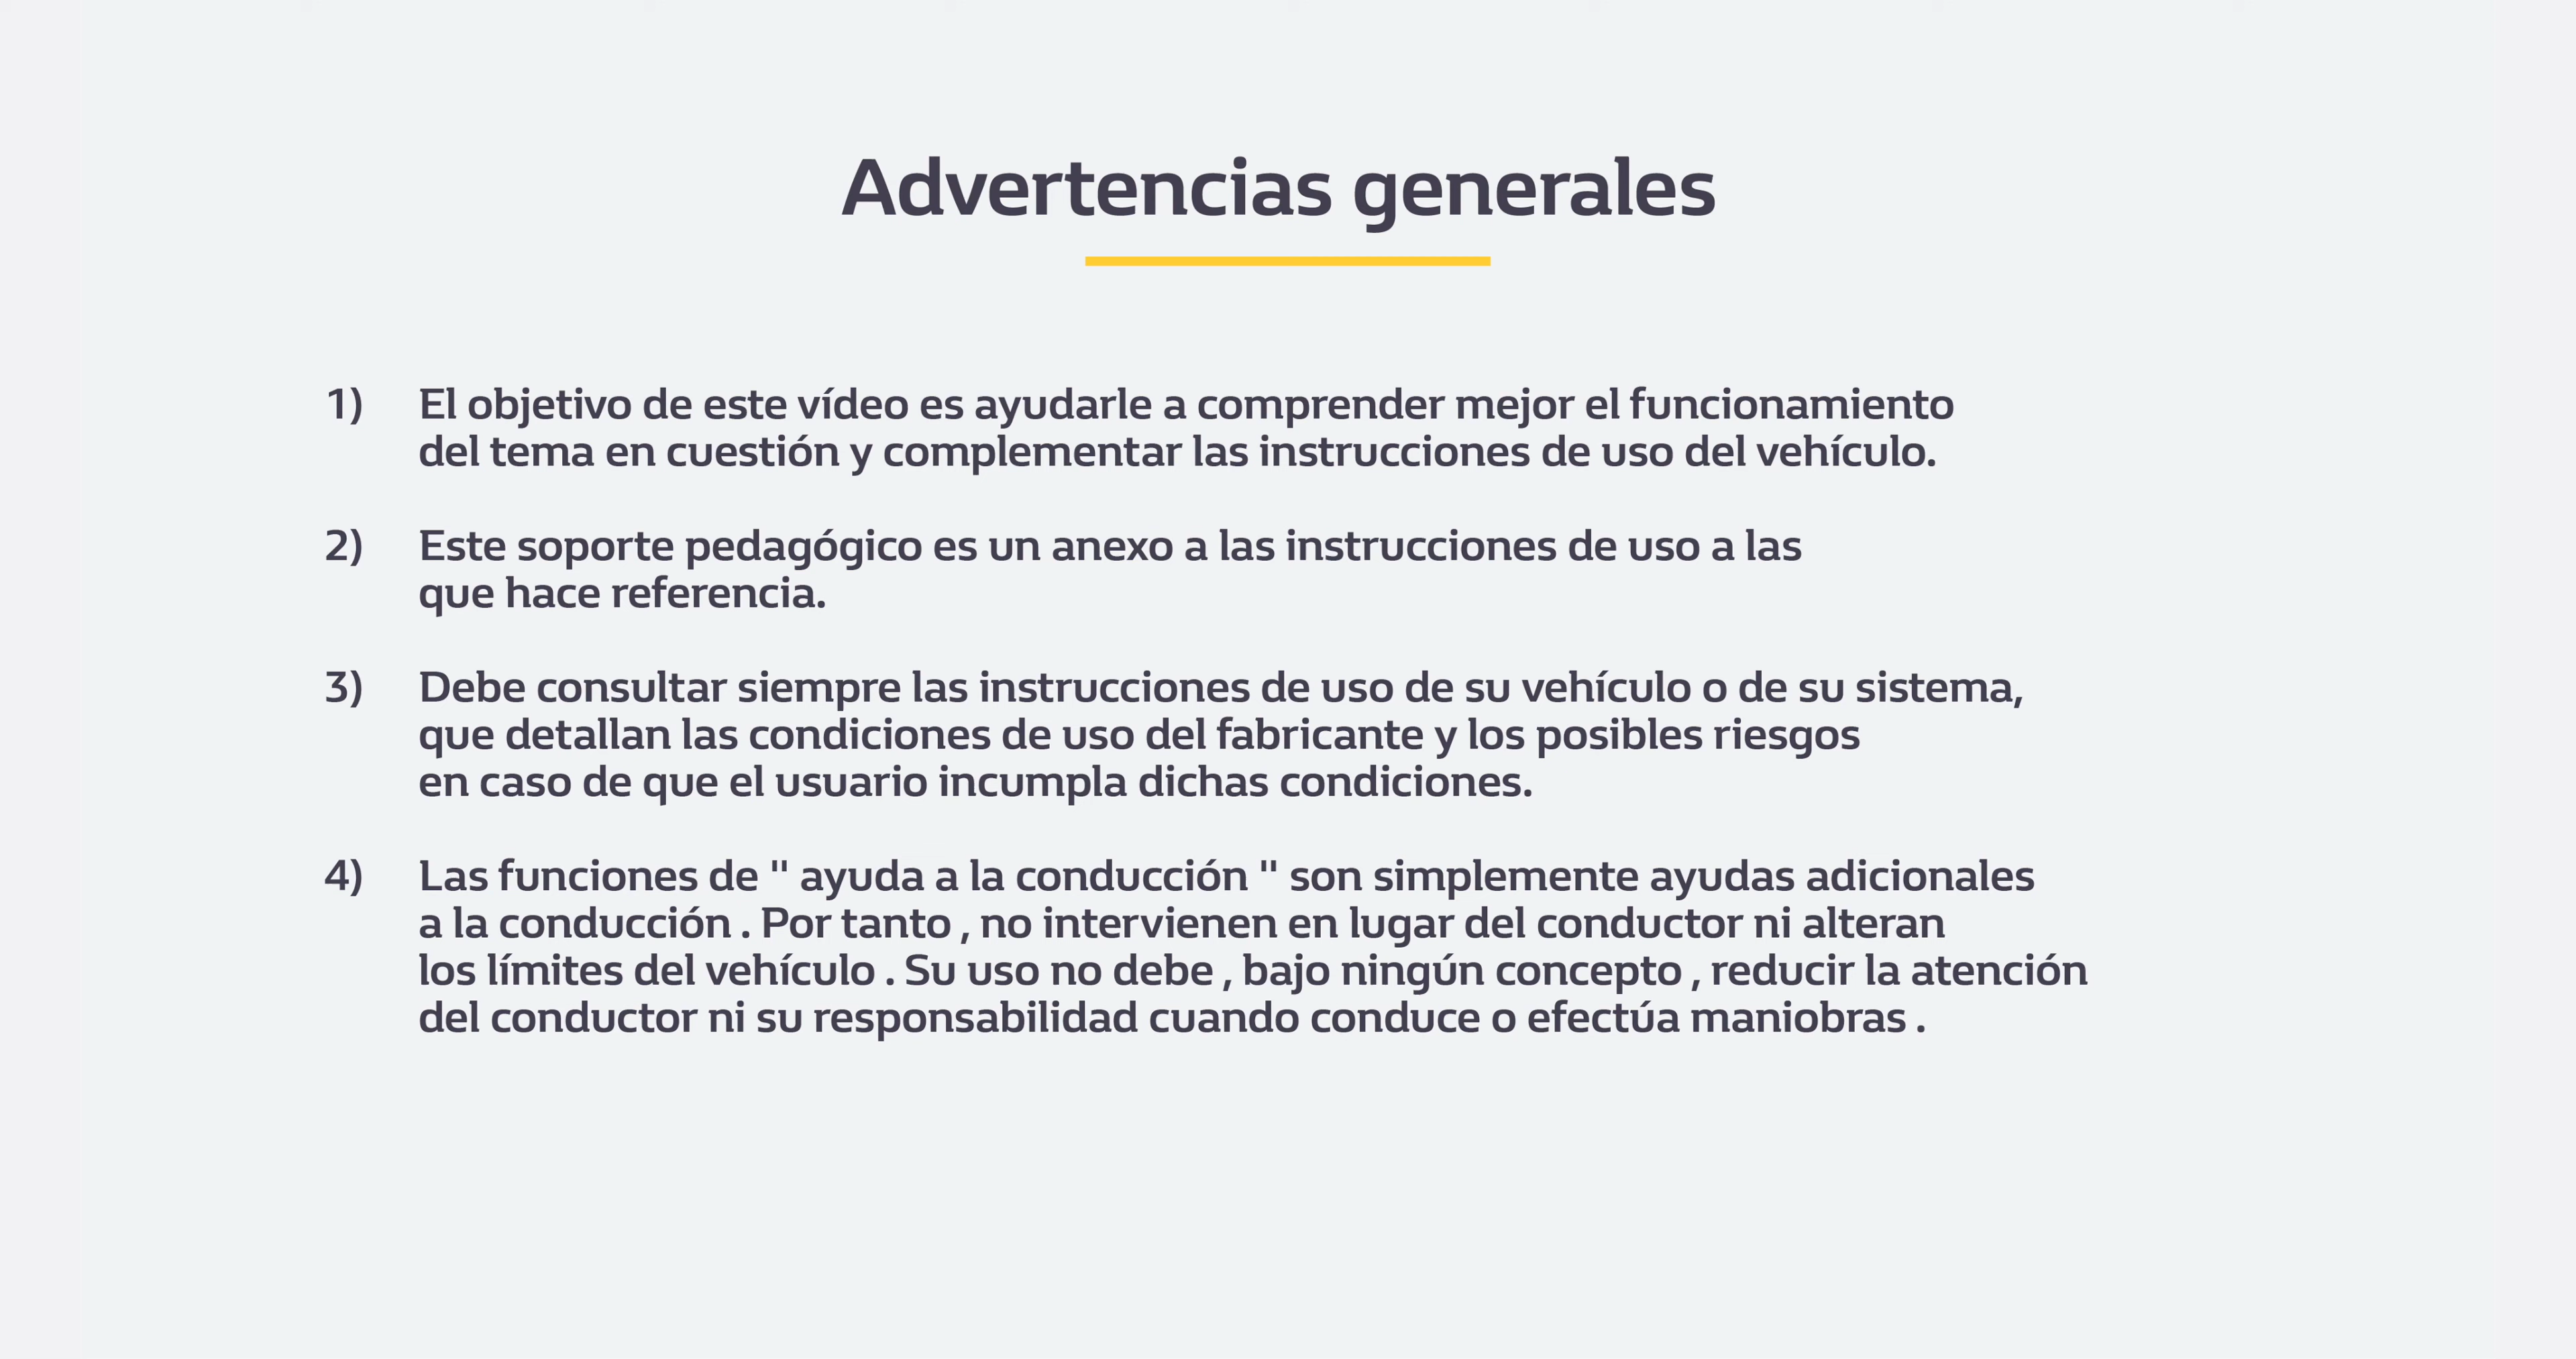 Advertencias generales
1) El objetivo de este vídeo es ayudarle a comprender mejor el funcionamiento
del tema en cuestión y complementar las instrucciones de uso del vehículo.
2) Este soporte pedagógico es un anexo a las instrucciones de uso a las
que hace referencia.
3) Debe consultar siempre las instrucciones de uso de su vehículo o de su sistema,
que detallan las condiciones de uso del fabricante y los posibles riesgos
en caso de que el usuario incumpla dichas condiciones.
4) Las funciones de " ayuda a la conducción " son simplemente ayudas adicionales
a la conducción . Por tanto , no intervienen en lugar del conductor ni alteran
los límites del vehículo . Su uso no debe , bajo ningún concepto , reducir la atención
del conductor ni su responsabilidad cuando conduce o efectúa maniobras .